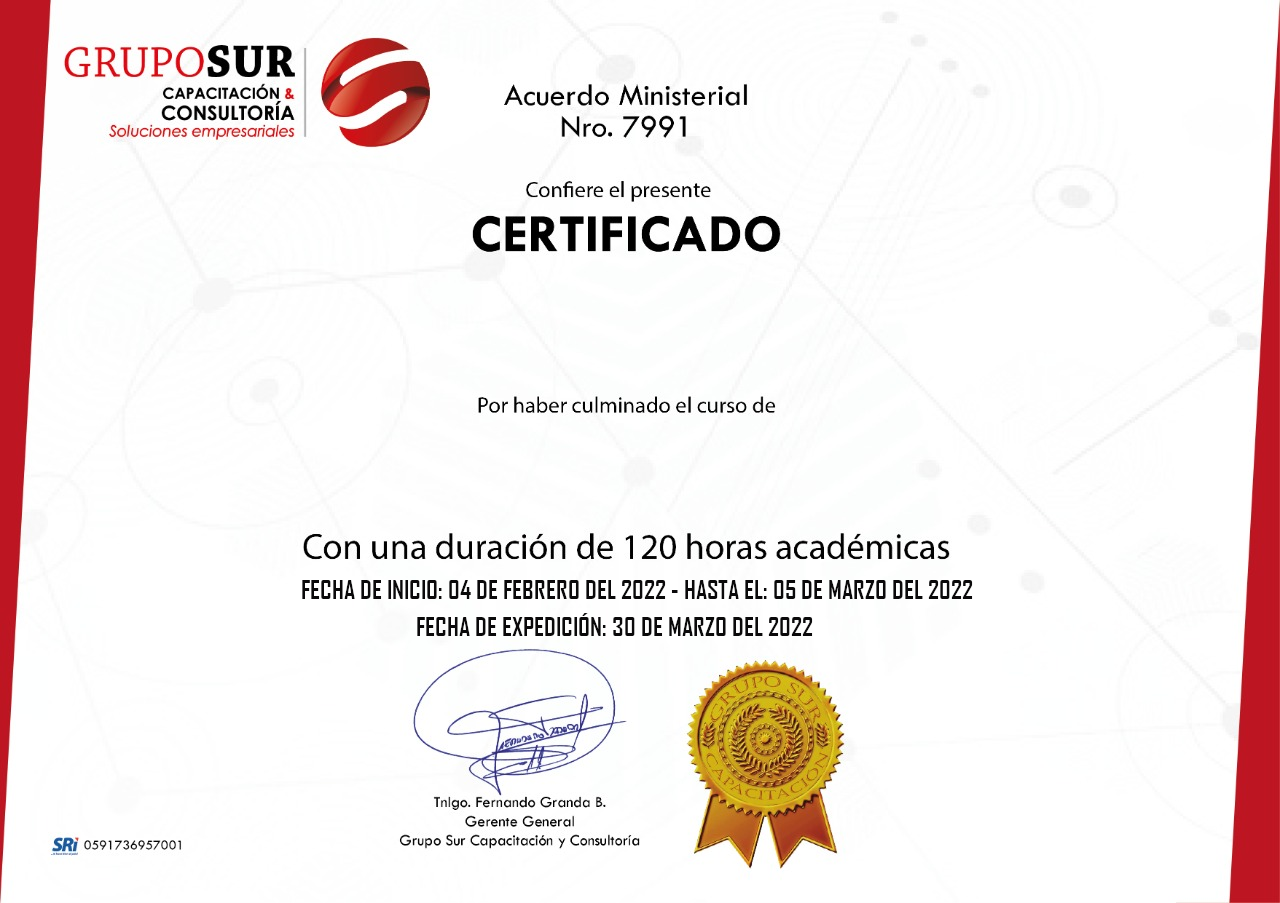 GRUPOSUR
CAPACITACIÓN &
CONSULTORÍA
Soluciones empresariales
Acuerdo Ministerial
Nro. 7991
Confiere el presente
CERTIFICADO
Por haber culminado el curso de
Con una duración de 120 horas académicas
FECHA DE INICIO: 04 DE FEBRERO DEL 2022 - HASTA EL: 05 DE MARZO DEL 2022
FECHA DE EXPEDICIÓN: 30 DE MARZO DEL 2022
GRUPO SUR
CAPACITACIÓN
Tnlgo. Fernando Granda B.
Gerente General
Grupo Sur Capacitación y Consultoría
SRi 0591736957001